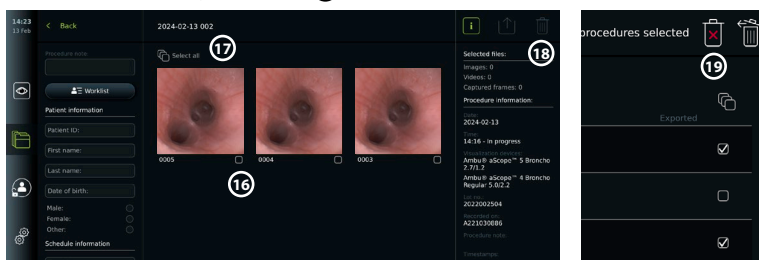 14:23
13 Feb
Back
2024-02-13 002
i
Procedure note:
17
Select all
18
Worklist
Patient information
Patient ID:
First name:
Last name:
Date of birth:
Male:
Female:
Other:
Schedule information
0005
0004
0003
16
Selected files:
Images: 0
Videos: 0
Captured frames: 0
Procedure information:
Date:
2024-02-13
Time:
14:16 - In progress
Visualization devices:
Ambu® aScope™ 5 Broncho
2.7/1.2
Ambu® aScope™ 4 Broncho
Regular 5.0/2.2
Lot no:
2022002504
Recorded on:
A221030886
Procedure note:
Timestamps:
procedures selected
19
Exported